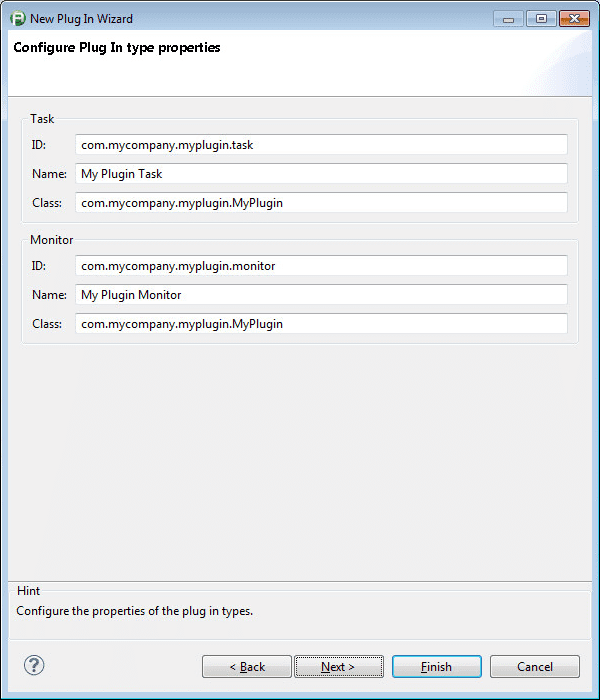 New Plug In Wizard
Configure Plug In type properties
Task
ID: com.mycompany.myplugin.task
Name: My Plugin Task
Class: com.mycompany.myplugin.MyPlugin
Monitor
ID: com.mycompany.myplugin.monitor
Name: My Plugin Monitor
Class: com.mycompany.myplugin.MyPlugin
Hint
Configure the properties of the plug in types.
? < Back Next > Finish Cancel